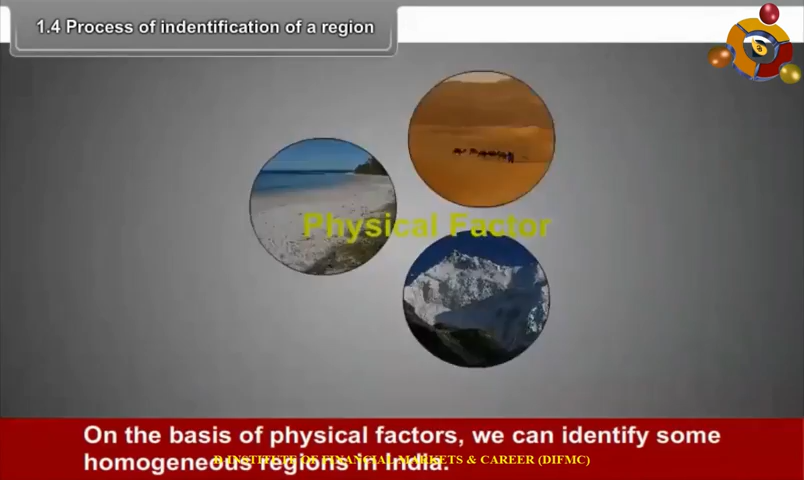 1.4 Process of indentification of a region
Physical Factor
On the basis of physical factors, we can identify some
homogeneous regions in India.
INSTITUTE OF FINANCIAL MARKETS & CAREER (DIFMC)